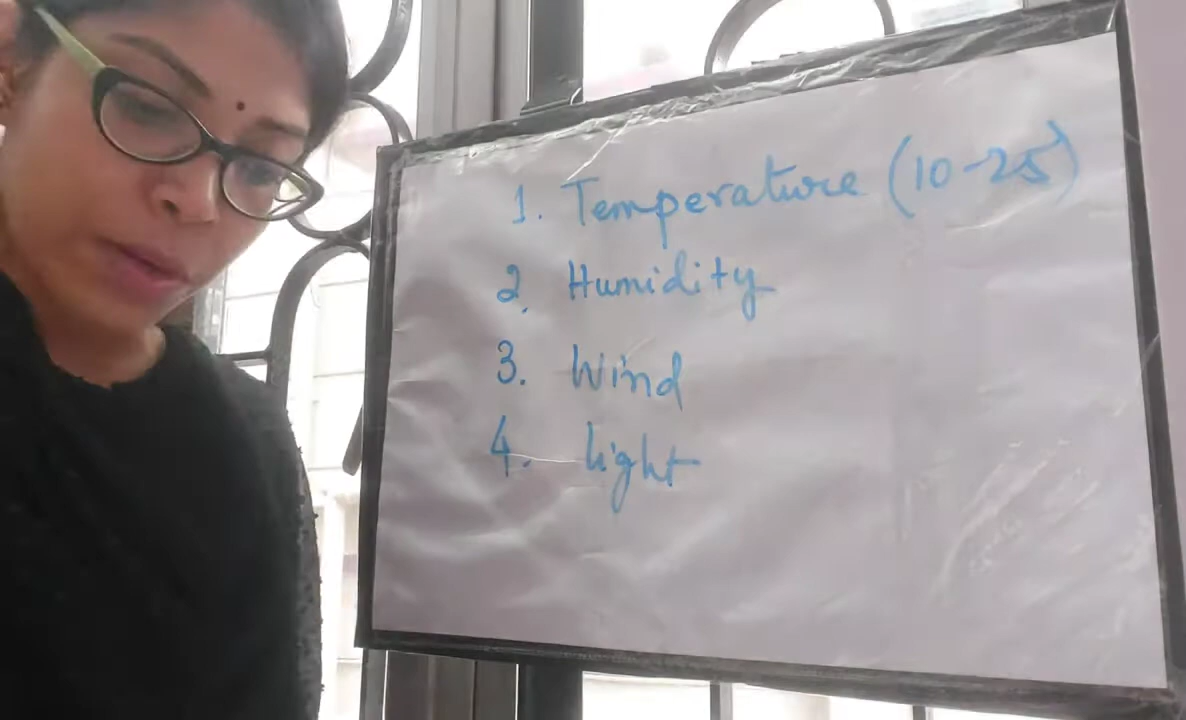 1. Temperature (10-25)
2. Humidity
3. Wind
4. light